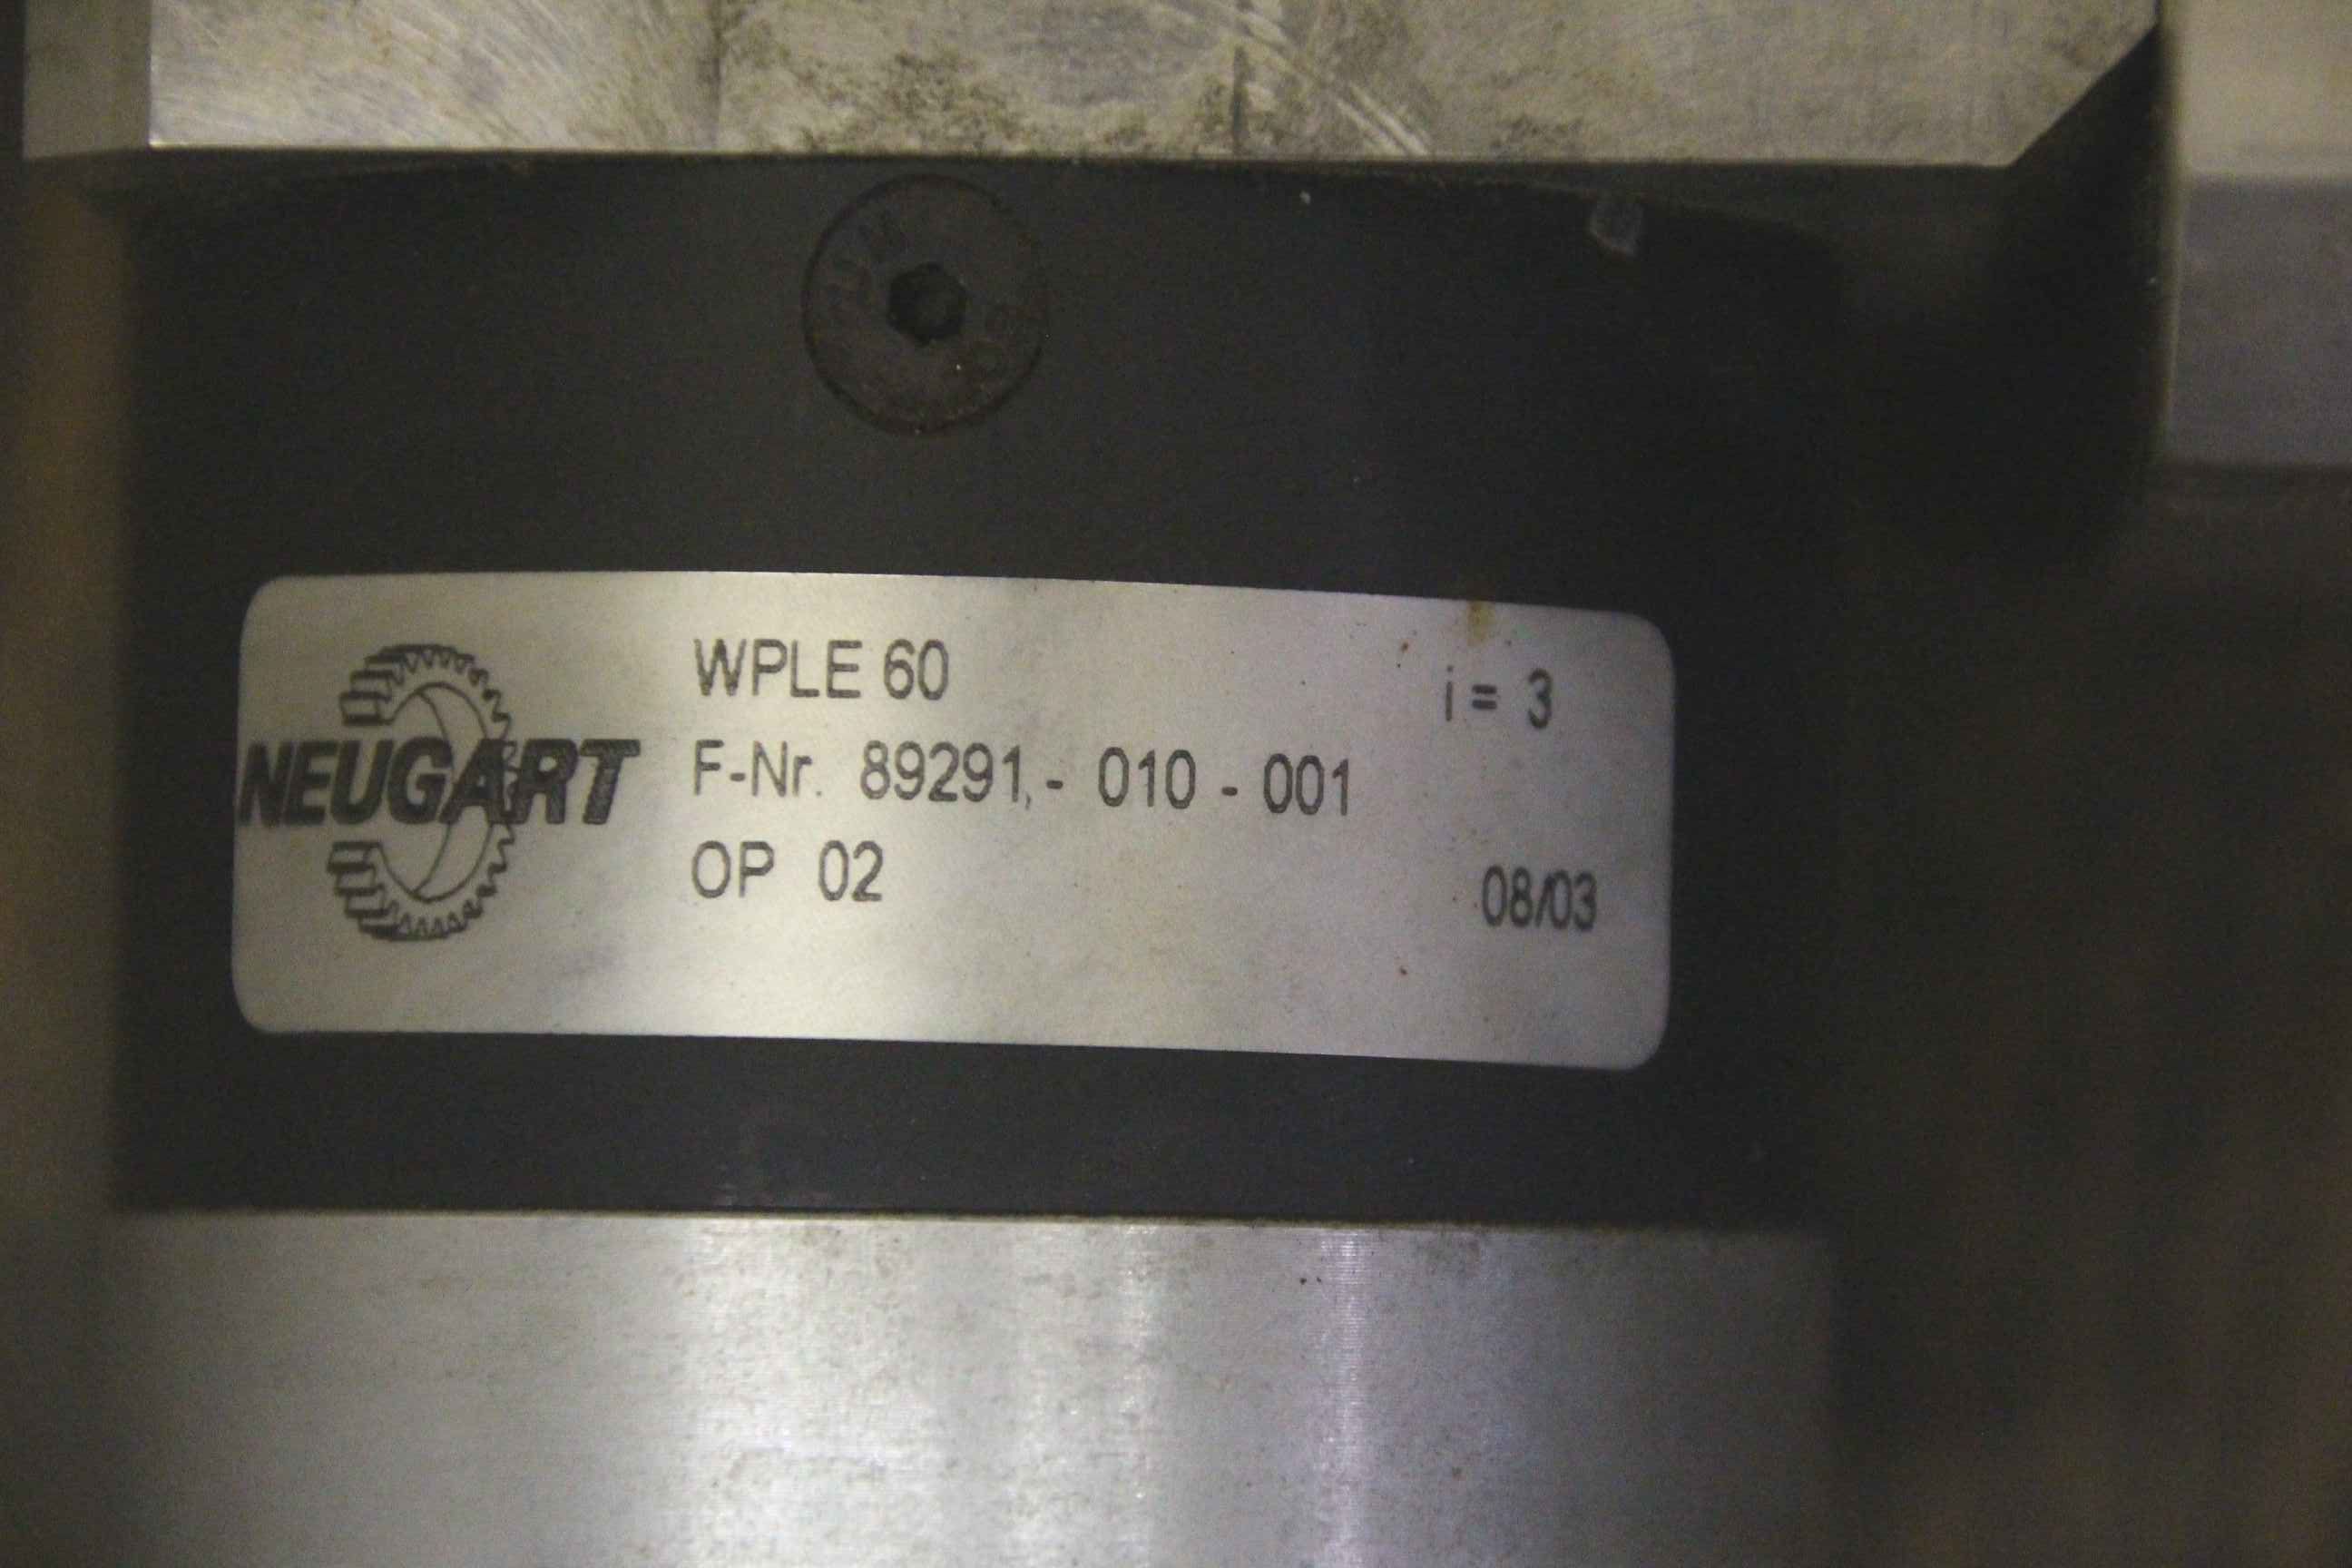 NEUGART
WPLE 60
i = 3
F-Nr. 89291.- 010 - 001
OP 02
08/03